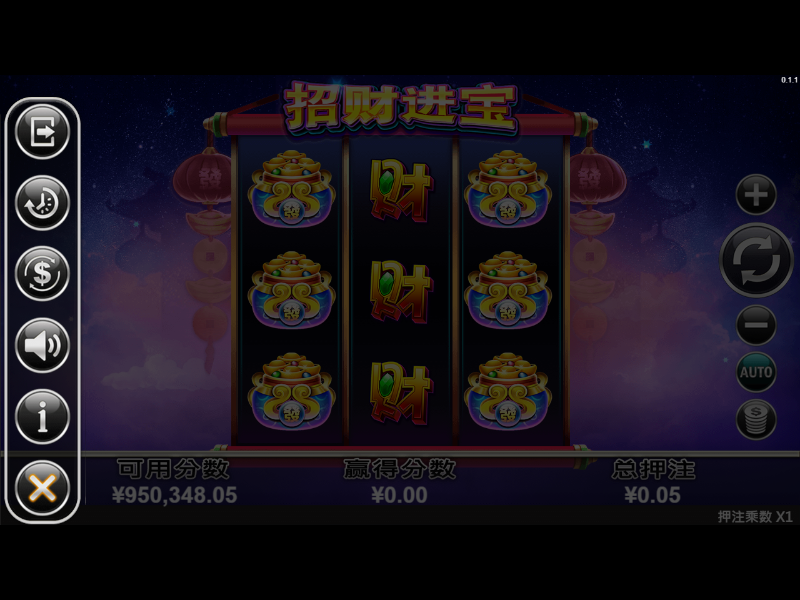 0.1.1
招财进宝
财
财
财
AUTO
可用分数
赢得分数
总押注
¥950,348.05
¥0.00
¥0.05
押注乘数 X1